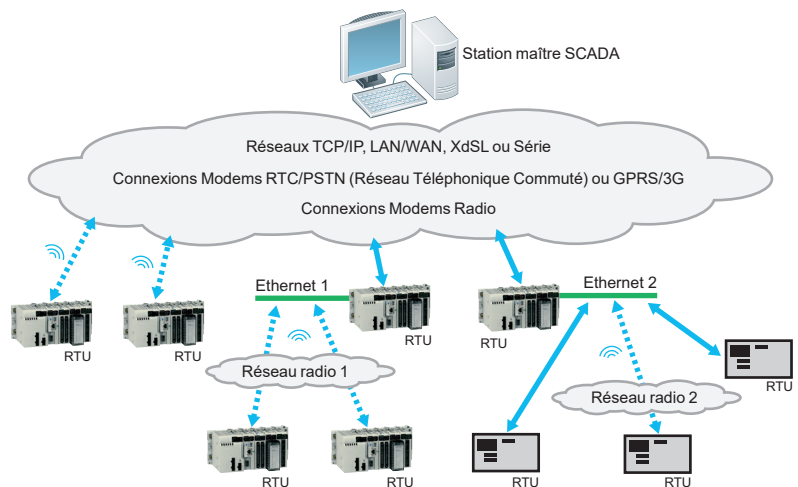 Station maître SCADA
Réseaux TCP/IP, LAN/WAN, XdSL ou Série
Connexions Modems RTC/PSTN (Réseau Téléphonique Commuté) ou GPRS/3G
Connexions Modems Radio
Ethernet 1
Ethernet 2
RTU
RTU
RTU
RTU
Réseau radio 1
RTU
Réseau radio 2
RTU
RTU
RTU
RTU